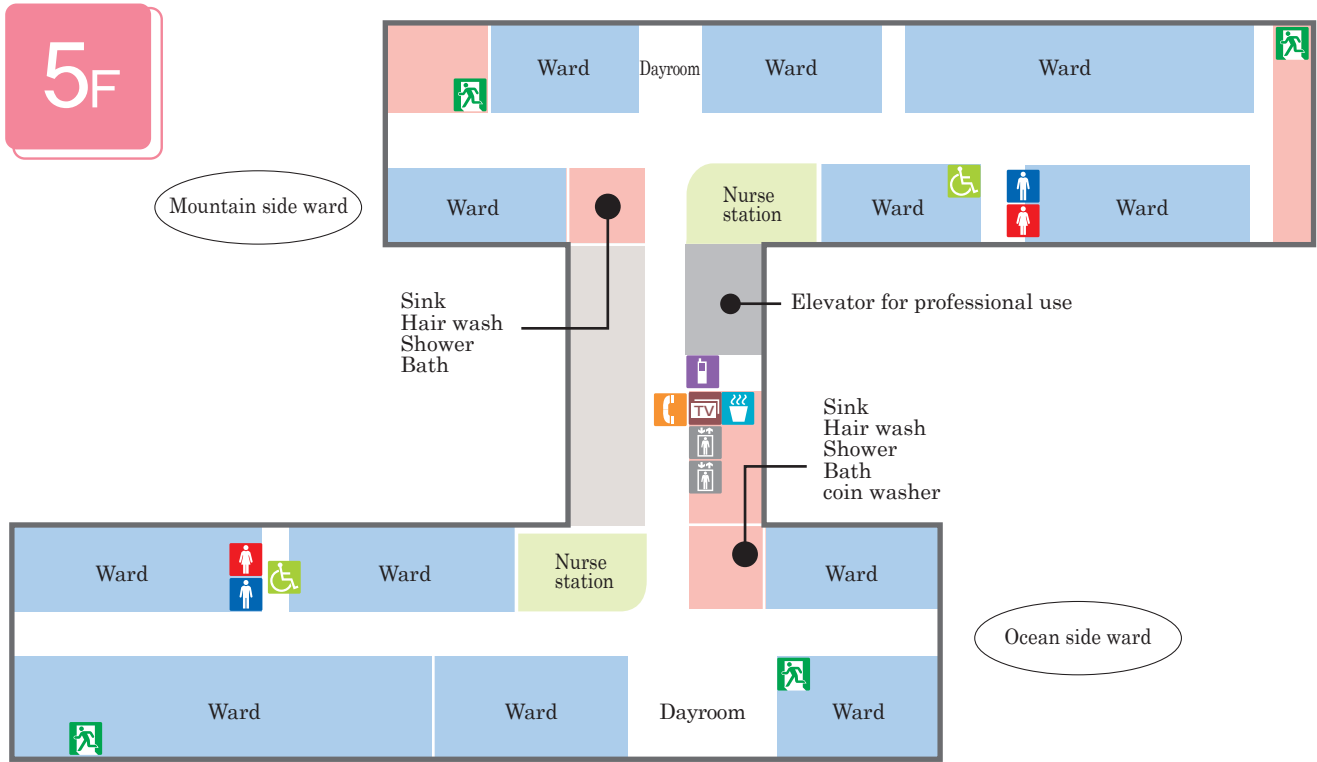 5F
Ward
Dayroom
Ward
Ward
Mountain side ward
Ward
Nurse
station
Ward
Ward
Sink
Hair wash
Shower
Bath
Elevator for professional use
TV
Sink
Hair wash
Shower
Bath
coin washer
Ward
Ward
Nurse
station
Ward
Ocean side ward
Ward
Ward
Dayroom
Ward